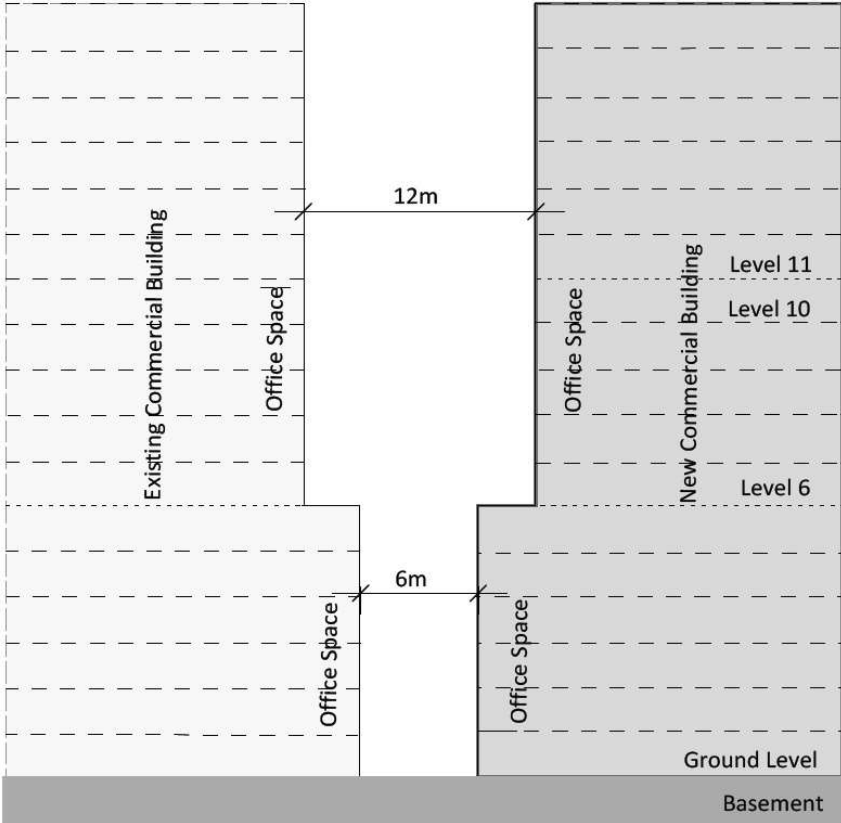 12m
Level 11
Level 10
Existing Commercial Building
Office Space
Office Space
New Commercial Building
Level 6
6m
Office Space
Office Space
Ground Level
Basement